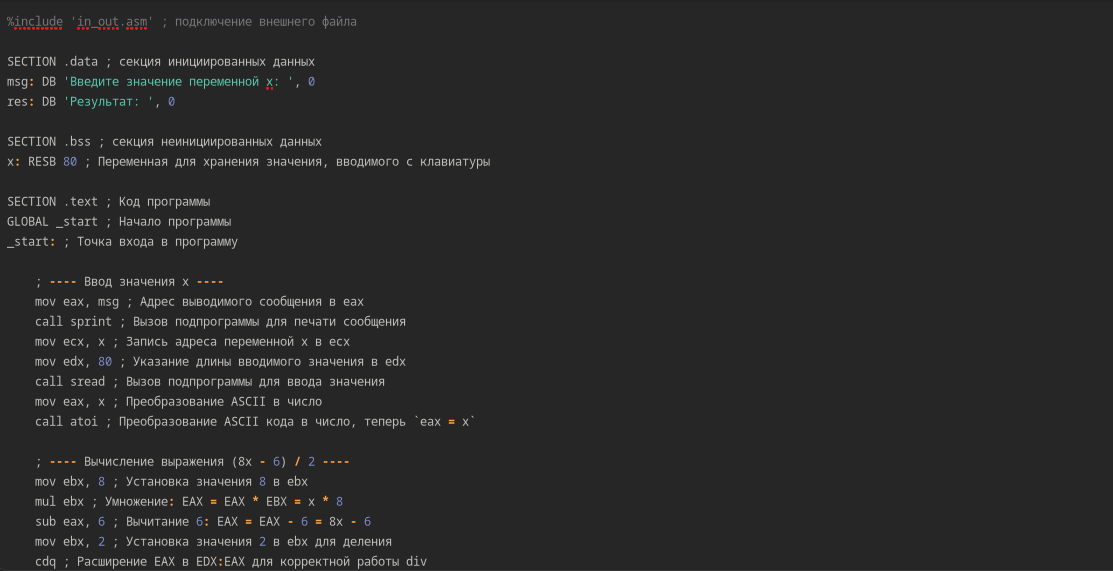 %include 'in_out.asm' ; подключение внешнего файла
SECTION .data ; секция инициированных данных
msg: DB 'Введите значение переменной x: ', 0
res: DB 'Результат: ', 0
SECTION .bss ; секция неинициированных данных
x: RESB 80 ; Переменная для хранения значения, вводимого с клавиатуры
SECTION .text ; Код программы
GLOBAL _start ; Начало программы
_start: ; Точка входа в программу
; ---- Ввод значения x ----
mov eax, msg ; Адрес выводимого сообщения в eax
call sprint ; Вызов подпрограммы для печати сообщения
mov ecx, x ; Запись адреса переменной x в ecx
mov edx, 80 ; Указание длины вводимого значения в edx
call sread ; Вызов подпрограммы для ввода значения
mov eax, x ; Преобразование ASCII в число
call atoi ; Преобразование ASCII кода в число, теперь `eax = x`
; ---- Вычисление выражения (8x - 6) / 2 ----
mov ebx, 8 ; Установка значения 8 в ebx
mul ebx ; Умножение: EAX = EAX * EBX = x * 8
sub eax, 6 ; Вычитание 6: EAX = EAX - 6 = 8x - 6
mov ebx, 2 ; Установка значения 2 в ebx для деления
cdq ; Расширение EAX в EDX:EAX для корректной работы div